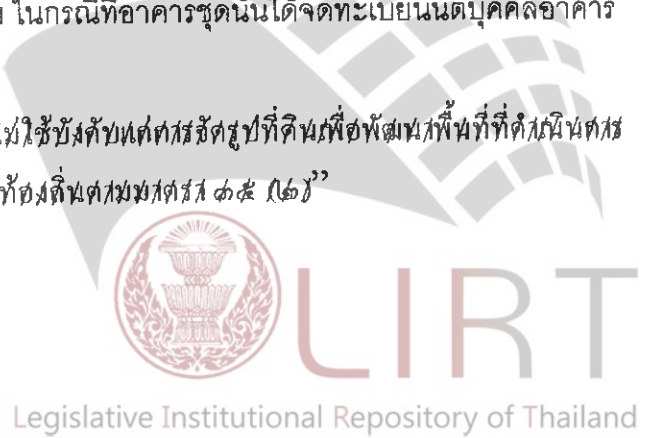 ในกรณีที่อาคารชุดนั้นได้จดทะเบียนนิติบุคคลอาคาร
ใช้บังคับแก่การจัดรูปที่ดินเพื่อพัฒนาพื้นที่ที่ดำเนินการ
ท้องถิ่นตามมาตรา ๓๕ (๒)”
LIRT
Legislative Institutional Repository of Thailand